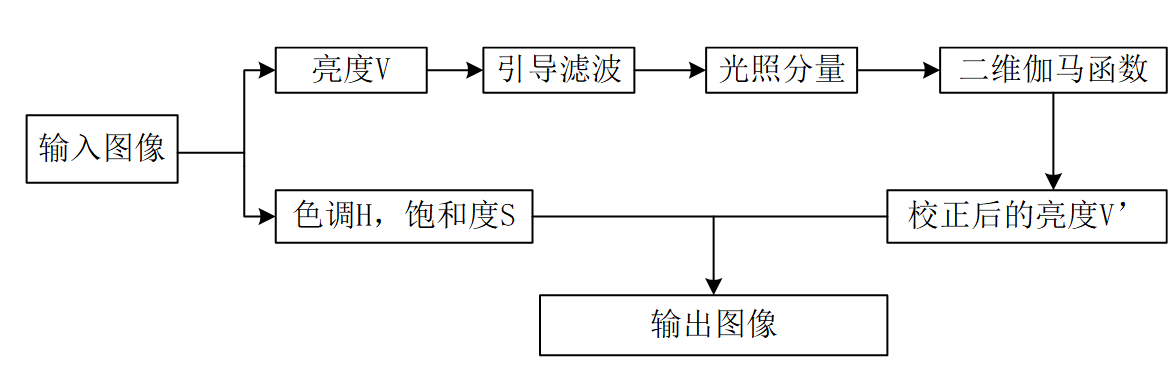 亮度V
引导滤波
光照分量
二维伽马函数
输入图像
色调H，饱和度S
校正后的亮度V’
输出图像